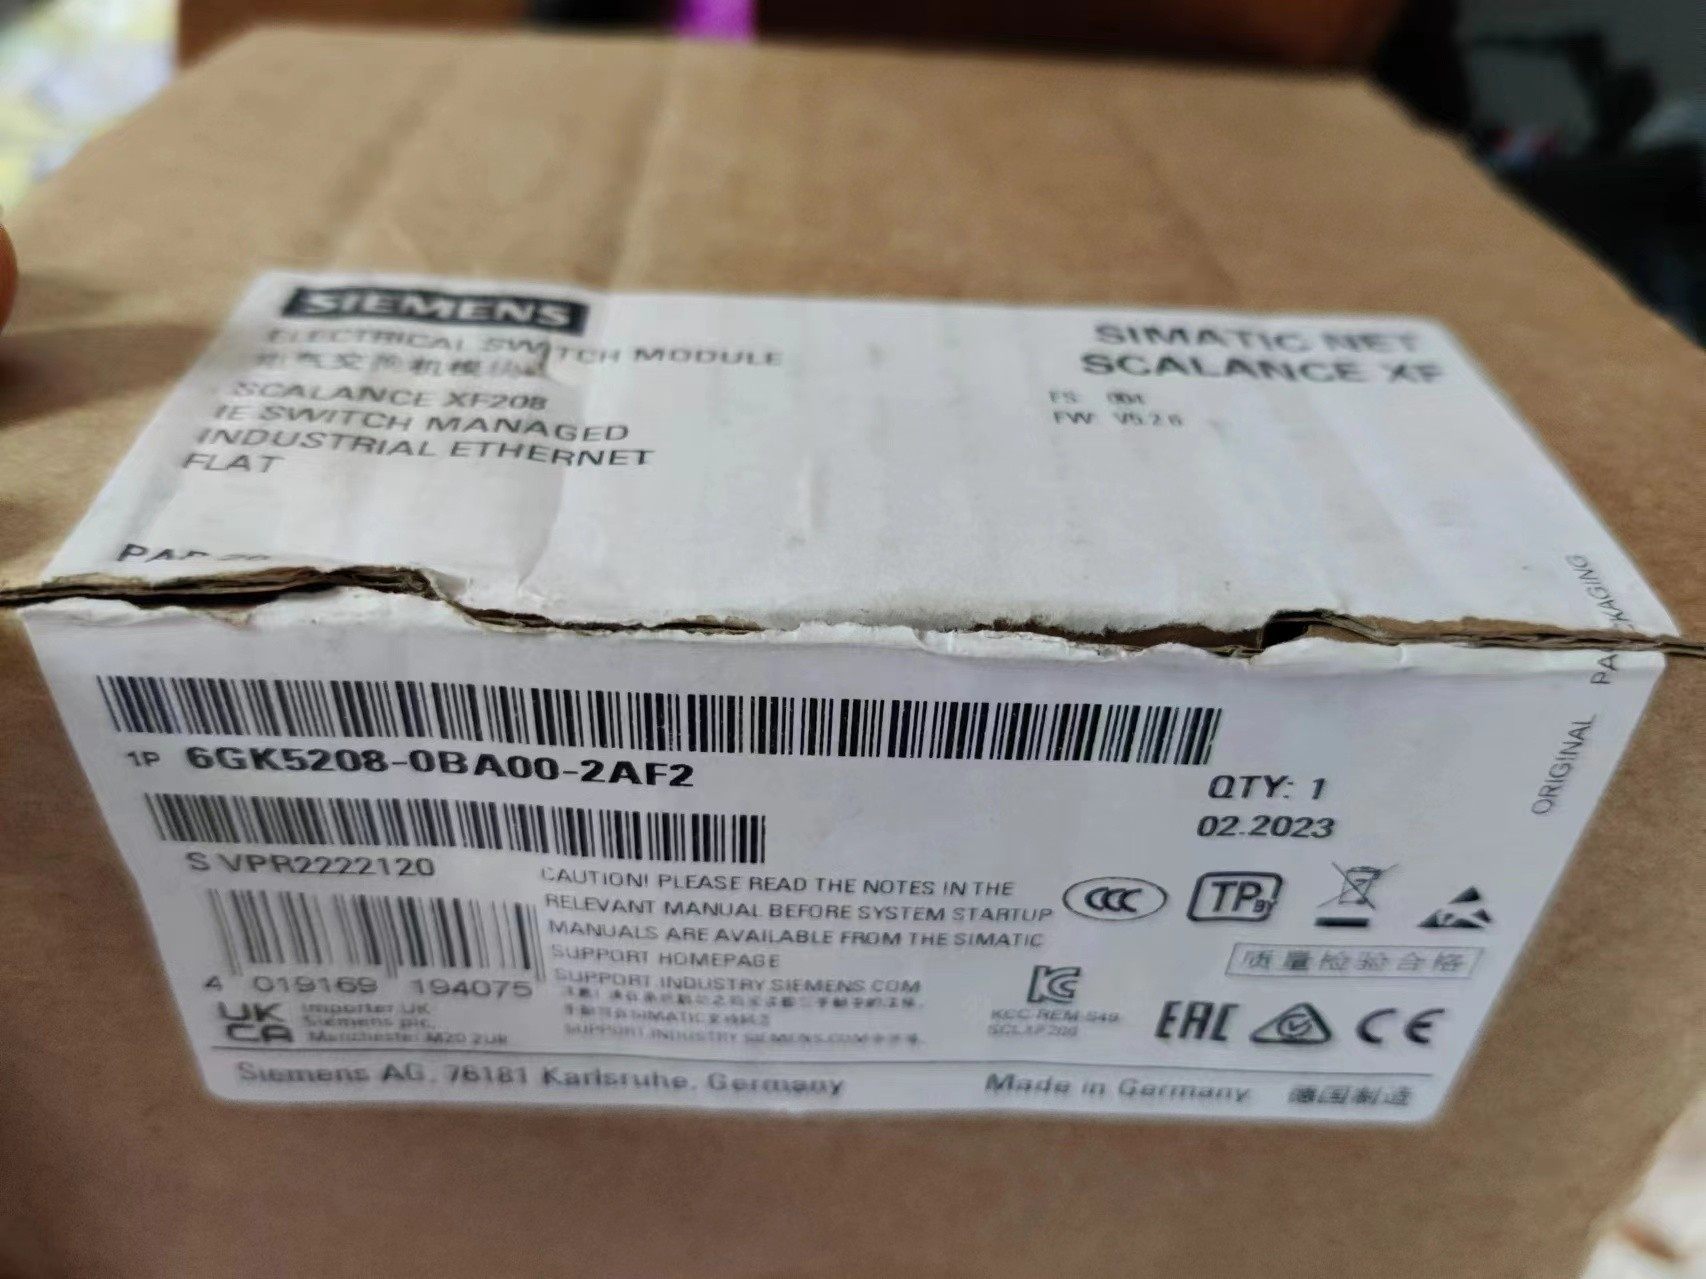 SIEMENS
ELECTRICAL SWITCH MODULE
SCALANCE XF208
IE SWITCH MANAGED
INDUSTRIAL ETHERNET
FLAT
SIMATIC NET
SCALANCE XF
FS:
FW: V5.2.6
ORIGINAL PACKAGING
1P 6GK5208-0BA00-2AF2
QTY: 1
02.2023
S VPR2222120
CAUTION! PLEASE READ THE NOTES IN THE
RELEVANT MANUAL BEFORE SYSTEM STARTUP
MANUALS ARE AVAILABLE FROM THE SIMATIC
SUPPORT HOMEPAGE
SUPPORT.INDUSTRY.SIEMENS.COM
CCC
TP BY
质量检验合格
4 019169 194075
UK CA
Importer UK
Siemens plc.
Manchester M20 2UR
EAC
CE
Siemens AG, 76181 Karlsruhe, Germany
Made in Germany 德国制造